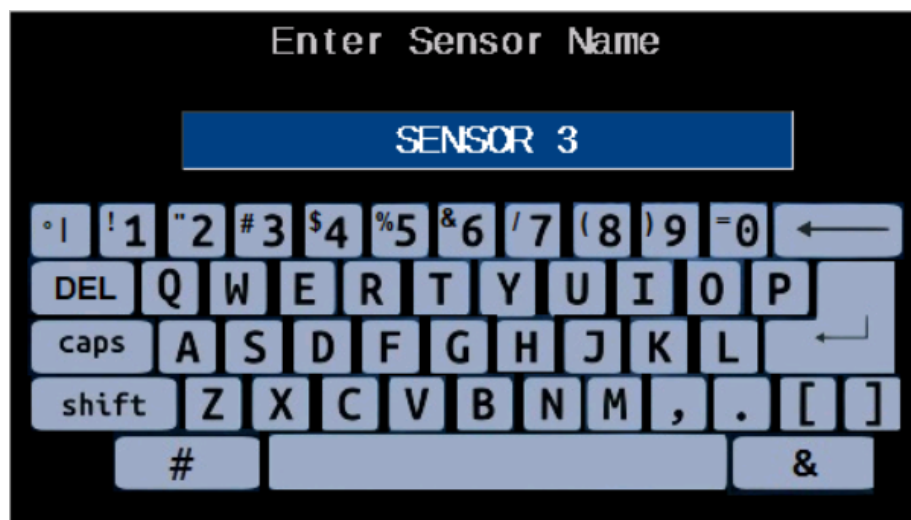 Enter Sensor Name
SENSOR 3
°| !1 "2 #3 $4 %5 &6 /7 (8 )9 =0 ←
DEL Q W E R T Y U I O P
caps A S D F G H J K L ↵
shift Z X C V B N M , . [ ]
# &